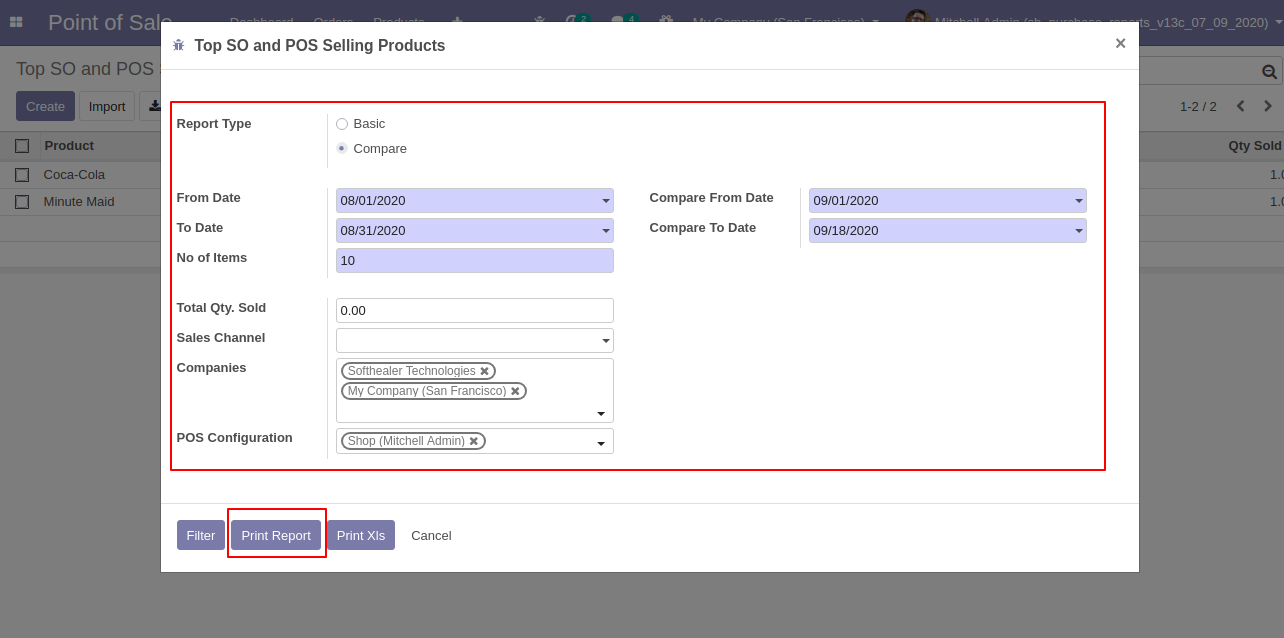 Point of Sale Dashboard Orders Products 2 4 My Company (San Francisco) Mitchell Admin (sh_purchase_reports_v13c_07_09_2020)
Top SO and POS Selling Products
×
Top SO and POS
Create Import
1-2 / 2
Product
Qty Sold
Coca-Cola
1.0
Minute Maid
1.0
Report Type
Basic
Compare
From Date 08/01/2020 Compare From Date 09/01/2020
To Date 08/31/2020 Compare To Date 09/18/2020
No of Items 10
Total Qty. Sold 0.00
Sales Channel
Companies Softhealer Technologies
My Company (San Francisco)
POS Configuration Shop (Mitchell Admin)
Filter Print Report Print Xls Cancel